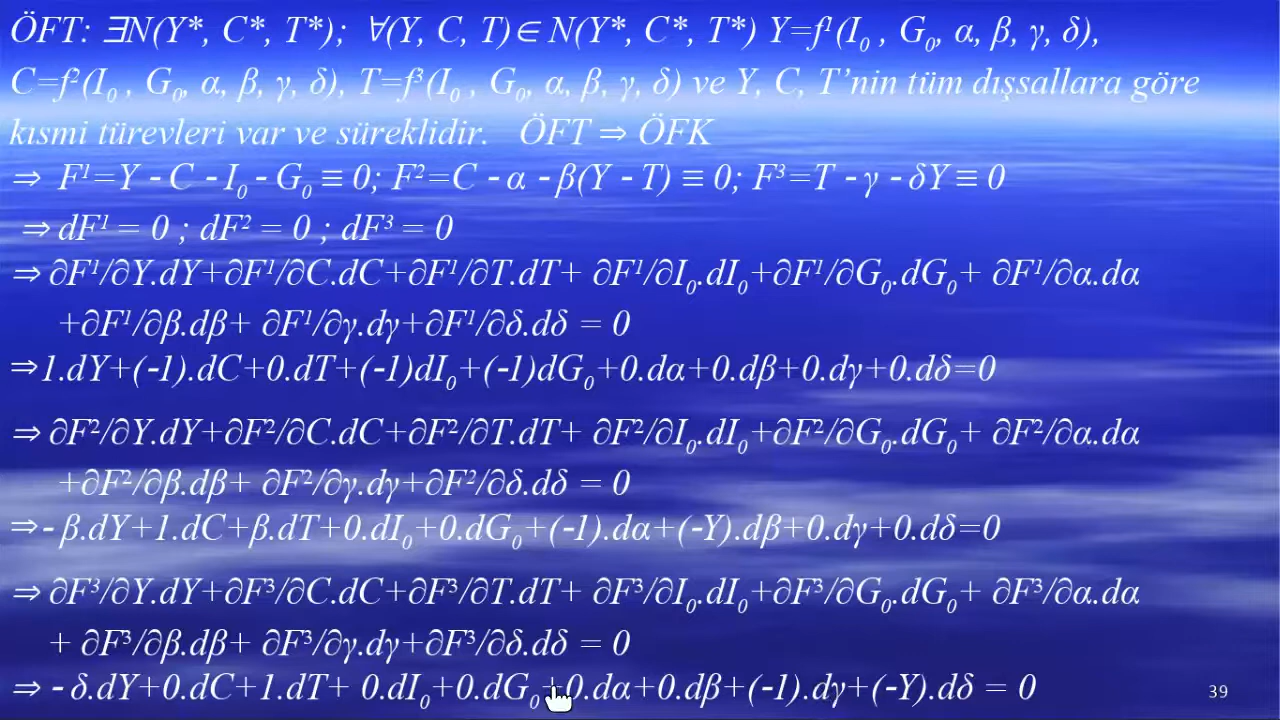 ÖFT: ∃N(Y*, C*, T*); ∀(Y, C, T)∈ N(Y*, C*, T*) Y=f¹(I₀ , G₀, α, β, γ, δ),
C=f²(I₀ , G₀, α, β, γ, δ), T=f³(I₀ , G₀, α, β, γ, δ) ve Y, C, T’nin tüm dışsallara göre
kısmi türevleri var ve süreklidir. ÖFT ⇒ ÖFK
⇒ F¹=Y - C - I₀ - G₀ ≡ 0; F²=C - α - β(Y - T) ≡ 0; F³=T - γ - δY ≡ 0
⇒ dF¹ = 0 ; dF² = 0 ; dF³ = 0
⇒ ∂F¹/∂Y.dY+∂F¹/∂C.dC+∂F¹/∂T.dT+ ∂F¹/∂I₀.dI₀+∂F¹/∂G₀.dG₀+ ∂F¹/∂α.dα
+∂F¹/∂β.dβ+ ∂F¹/∂γ.dγ+∂F¹/∂δ.dδ = 0
⇒1.dY+(-1).dC+0.dT+(-1)dI₀+(-1)dG₀+0.dα+0.dβ+0.dγ+0.dδ=0
⇒ ∂F²/∂Y.dY+∂F²/∂C.dC+∂F²/∂T.dT+ ∂F²/∂I₀.dI₀+∂F²/∂G₀.dG₀+ ∂F²/∂α.dα
+∂F²/∂β.dβ+ ∂F²/∂γ.dγ+∂F²/∂δ.dδ = 0
⇒- β.dY+1.dC+β.dT+0.dI₀+0.dG₀+(-1).dα+(-Y).dβ+0.dγ+0.dδ=0
⇒ ∂F³/∂Y.dY+∂F³/∂C.dC+∂F³/∂T.dT+ ∂F³/∂I₀.dI₀+∂F³/∂G₀.dG₀+ ∂F³/∂α.dα
+ ∂F³/∂β.dβ+ ∂F³/∂γ.dγ+∂F³/∂δ.dδ = 0
⇒ - δ.dY+0.dC+1.dT+ 0.dI₀+0.dG₀+0.dα+0.dβ+(-1).dγ+(-Y).dδ = 0
39